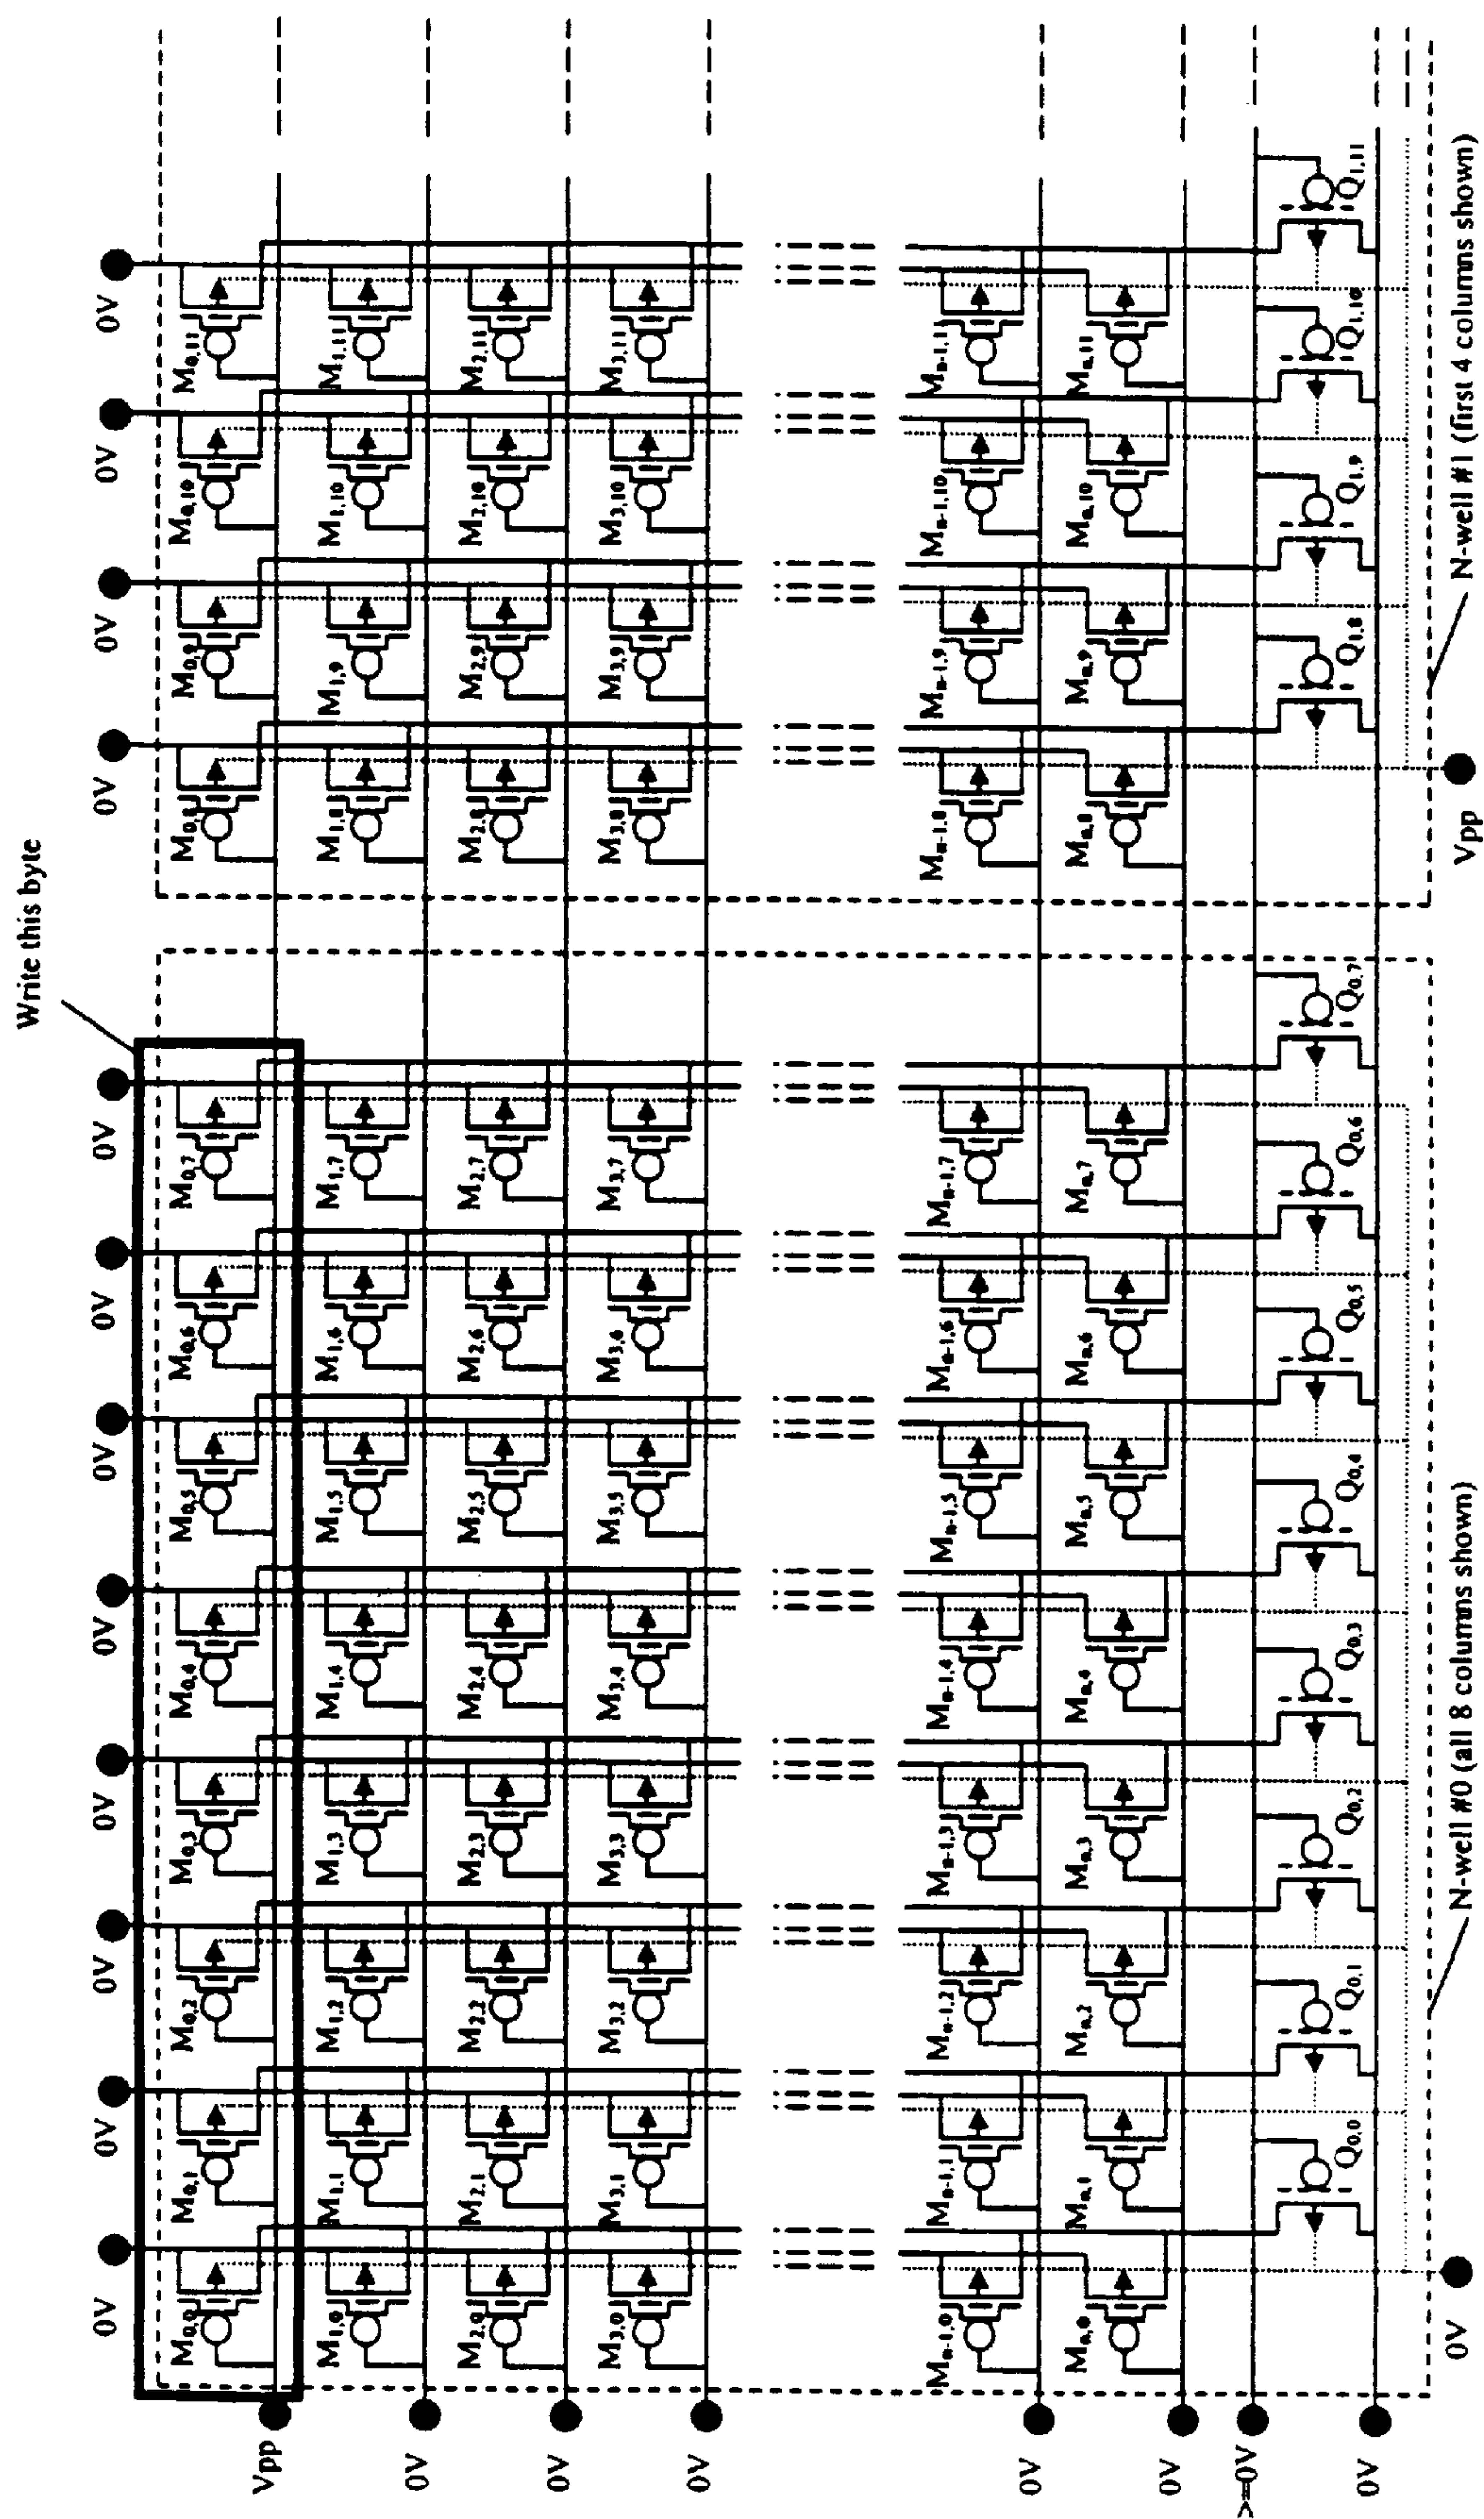 Write this byte
0V 0V 0V 0V 0V 0V 0V 0V 0V 0V 0V 0V
M0,0 M0,1 M0,2 M0,3 M0,4 M0,5 M0,6 M0,7 M0,8 M0,9 M0,10 M0,11
Vpp
M1,0 M1,1 M1,2 M1,3 M1,4 M1,5 M1,6 M1,7 M1,8 M1,9 M1,10 M1,11
0V
M2,0 M2,1 M2,2 M2,3 M2,4 M2,5 M2,6 M2,7 M2,8 M2,9 M2,10 M2,11
0V
M3,0 M3,1 M3,2 M3,3 M3,4 M3,5 M3,6 M3,7 M3,8 M3,9 M3,10 M3,11
0V
Mn-1,0 Mn-1,1 Mn-1,2 Mn-1,3 Mn-1,4 Mn-1,5 Mn-1,6 Mn-1,7 Mn-1,8 Mn-1,9 Mn-1,10 Mn-1,11
0V
Mn,0 Mn,1 Mn,2 Mn,3 Mn,4 Mn,5 Mn,6 Mn,7 Mn,8 Mn,9 Mn,10 Mn,11
0V
>=0V
Q0,0 Q0,1 Q0,2 Q0,3 Q0,4 Q0,5 Q0,6 Q0,7 Q1,8 Q1,9 Q1,10 Q1,11
0V
0V N-well #0 (all 8 columns shown) Vpp N-well #1 (first 4 columns shown)